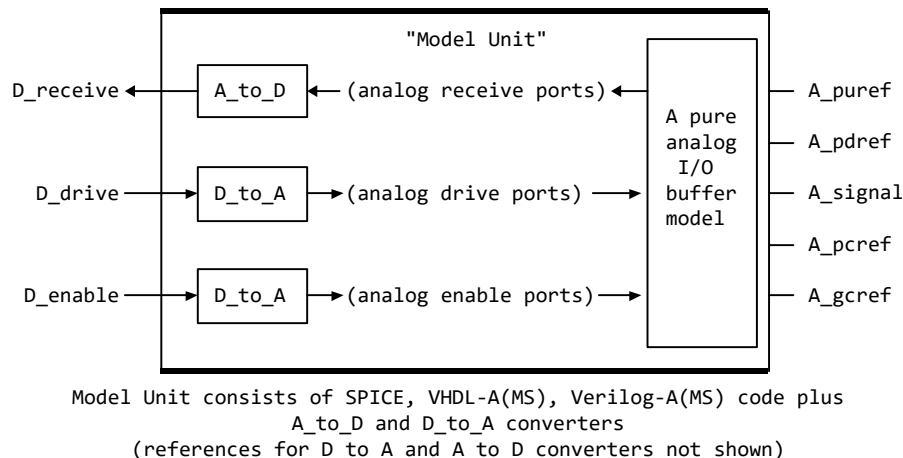 "Model Unit"
D_receive A_to_D (analog receive ports) A_puref
A pure
analog
I/O
buffer
model
A_pdref
D_drive D_to_A (analog drive ports) A_signal
A_pcref
D_enable D_to_A (analog enable ports) A_gcref
Model Unit consists of SPICE, VHDL-A(MS), Verilog-A(MS) code plus
A_to_D and D_to_A converters
(references for D_to_A and A_to_D converters not shown)